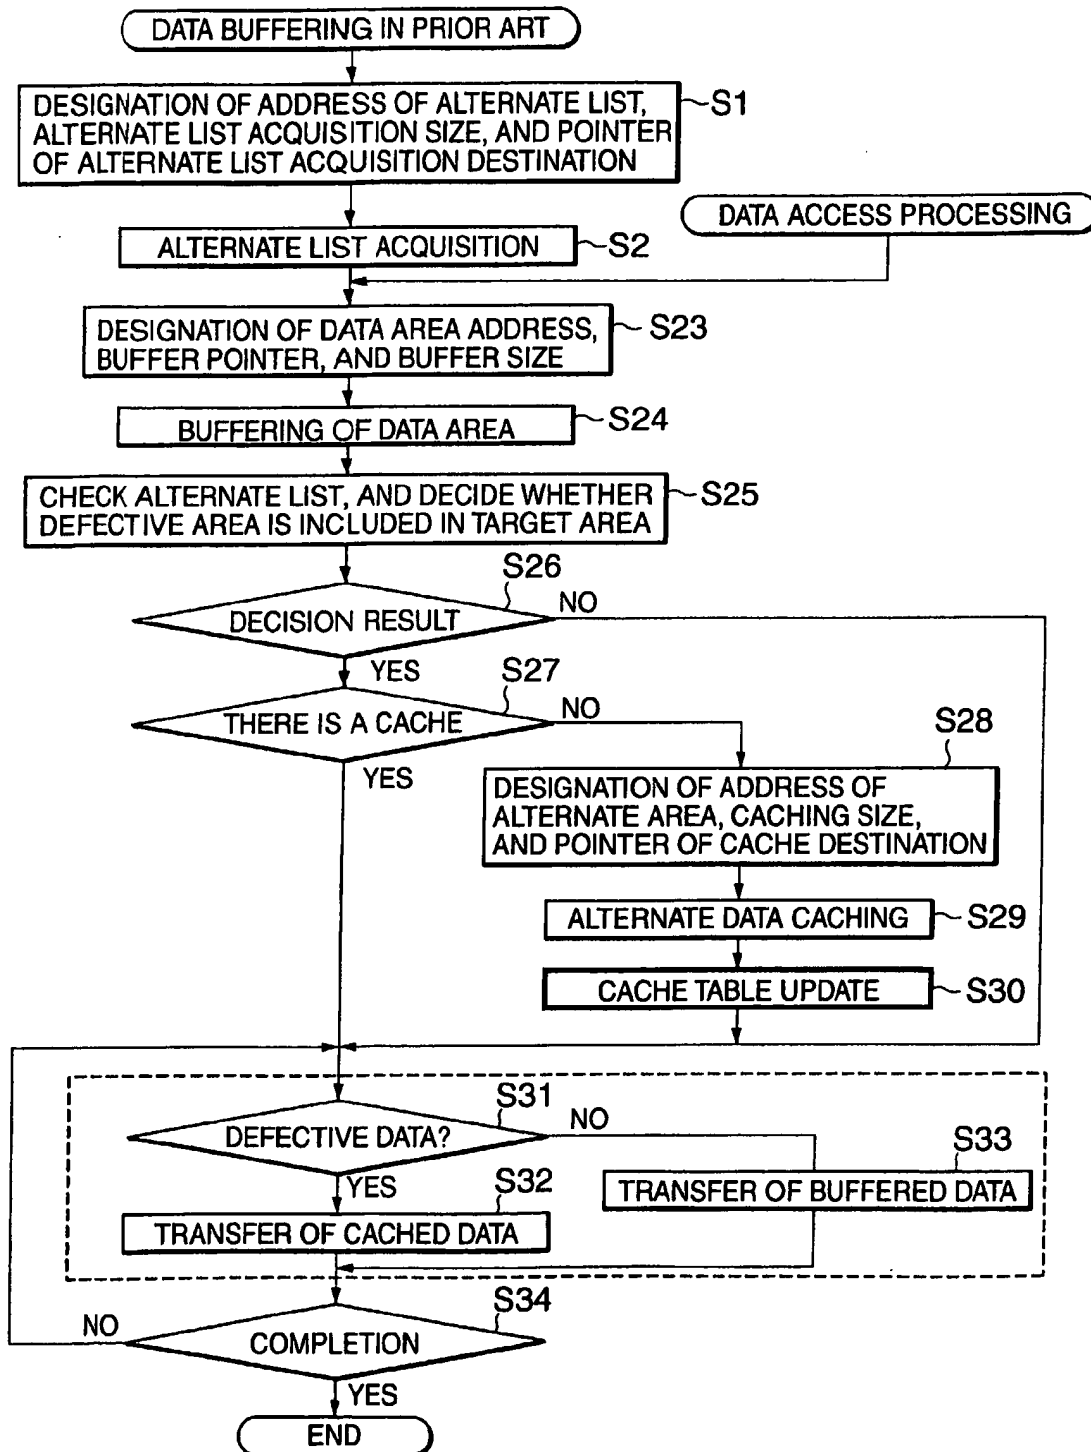 DATA BUFFERING IN PRIOR ART
DESIGNATION OF ADDRESS OF ALTERNATE LIST,
ALTERNATE LIST ACQUISITION SIZE, AND POINTER
OF ALTERNATE LIST ACQUISITION DESTINATION
S1
DATA ACCESS PROCESSING
ALTERNATE LIST ACQUISITION
S2
DESIGNATION OF DATA AREA ADDRESS,
BUFFER POINTER, AND BUFFER SIZE
S23
BUFFERING OF DATA AREA
S24
CHECK ALTERNATE LIST, AND DECIDE WHETHER
DEFECTIVE AREA IS INCLUDED IN TARGET AREA
S25
S26
DECISION RESULT
NO
YES
S27
THERE IS A CACHE
NO
YES
S28
DESIGNATION OF ADDRESS OF
ALTERNATE AREA, CACHING SIZE,
AND POINTER OF CACHE DESTINATION
ALTERNATE DATA CACHING
S29
CACHE TABLE UPDATE
S30
S31
DEFECTIVE DATA?
NO
YES
S32
TRANSFER OF CACHED DATA
S33
TRANSFER OF BUFFERED DATA
S34
COMPLETION
NO
YES
END